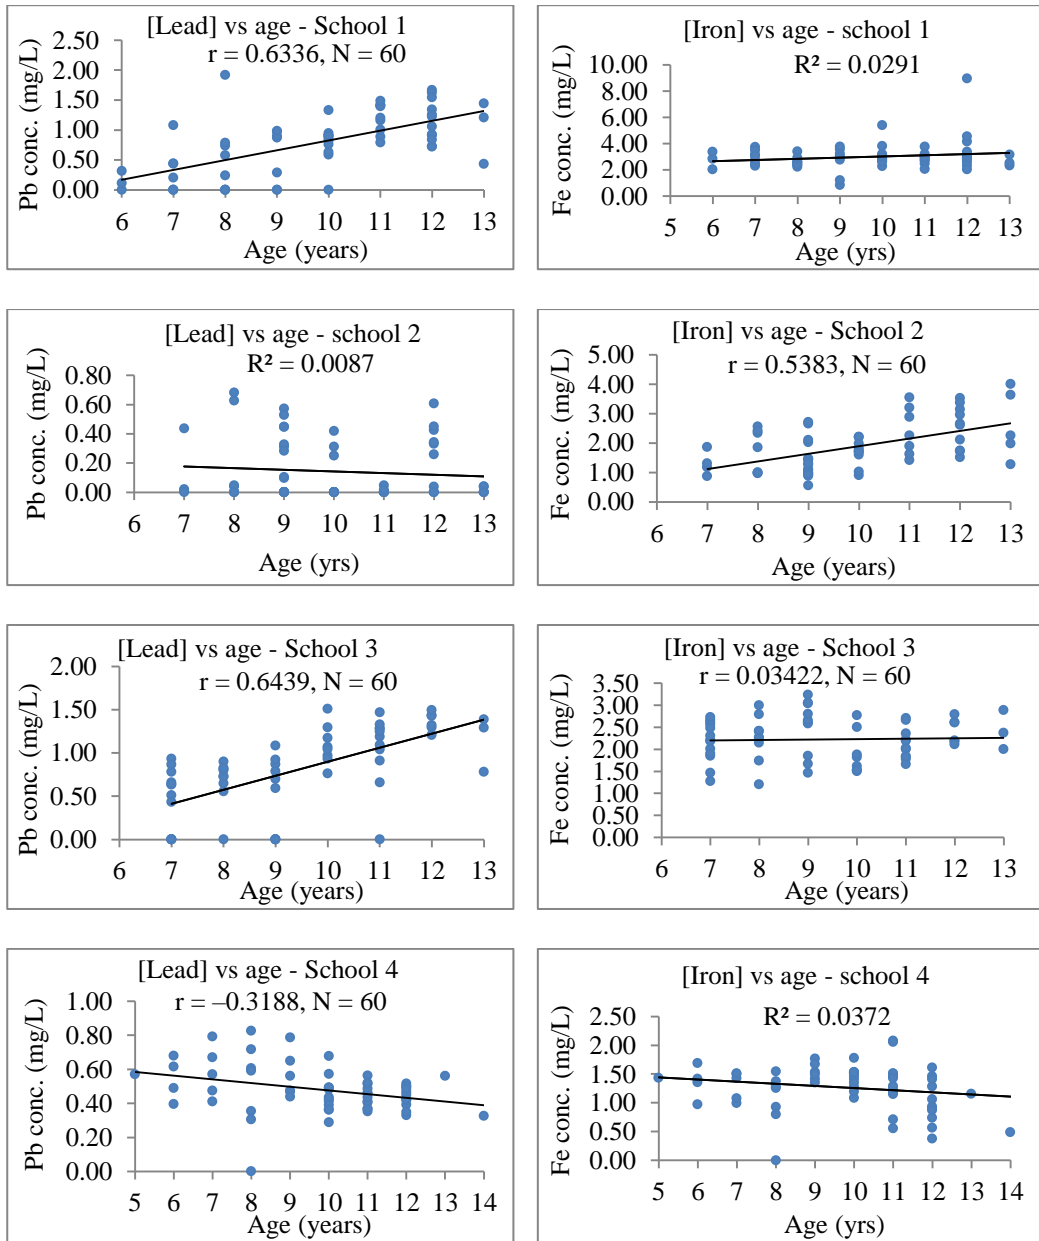 [Lead] vs age - School 1
r = 0.6336, N = 60
2.50
2.00
1.50
1.00
0.50
0.00
Pb conc. (mg/L)
6 7 8 9 10 11 12 13
Age (years)
[Iron] vs age - school 1
R² = 0.0291
10.00
8.00
6.00
4.00
2.00
0.00
Fe conc. (mg/L)
5 6 7 8 9 10 11 12 13
Age (yrs)
[Lead] vs age - school 2
R² = 0.0087
0.80
0.60
0.40
0.20
0.00
Pb conc. (mg/L)
6 7 8 9 10 11 12 13
Age (yrs)
[Iron] vs age - School 2
r = 0.5383, N = 60
5.00
4.00
3.00
2.00
1.00
0.00
Fe conc. (mg/L)
6 7 8 9 10 11 12 13
Age (years)
[Lead] vs age - School 3
r = 0.6439, N = 60
2.00
1.50
1.00
0.50
0.00
Pb conc. (mg/L)
6 7 8 9 10 11 12 13
Age (years)
[Iron] vs age - School 3
r = 0.03422, N = 60
3.50
3.00
2.50
2.00
1.50
1.00
0.50
0.00
Fe conc. (mg/L)
6 7 8 9 10 11 12 13
Age (years)
[Lead] vs age - School 4
r = –0.3188, N = 60
1.00
0.80
0.60
0.40
0.20
0.00
Pb conc. (mg/L)
5 6 7 8 9 10 11 12 13 14
Age (years)
[Iron] vs age - school 4
R² = 0.0372
2.50
2.00
1.50
1.00
0.50
0.00
Fe conc. (mg/L)
5 6 7 8 9 10 11 12 13 14
Age (yrs)